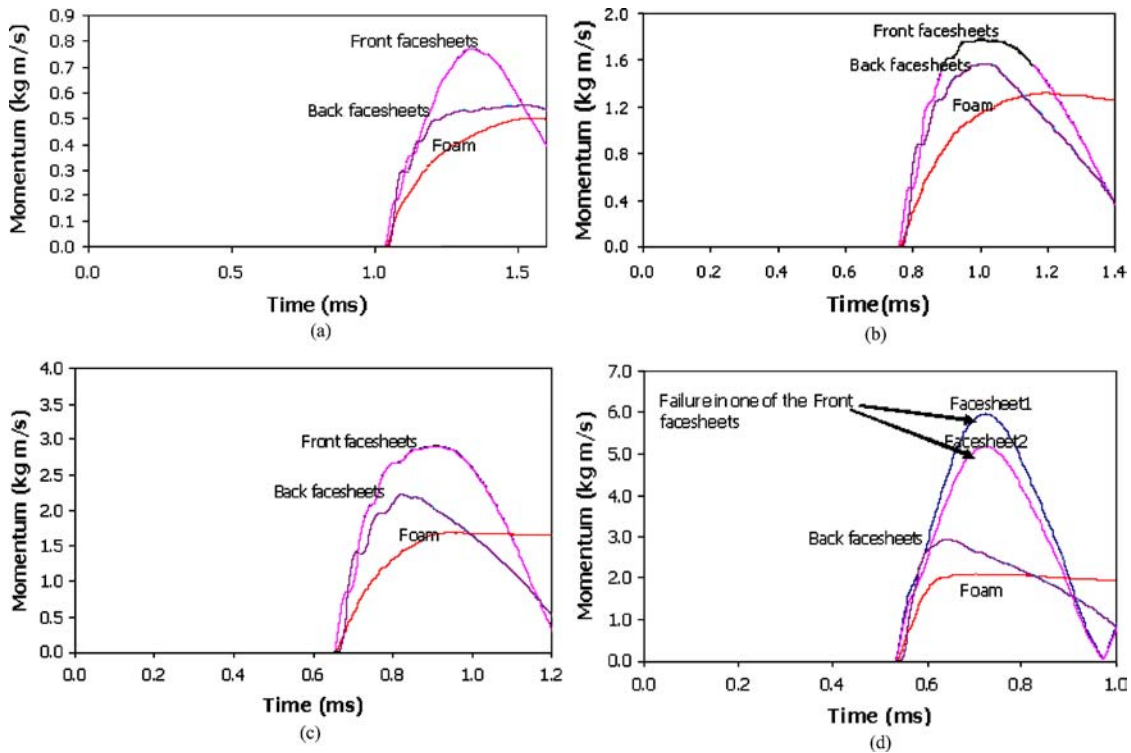 0.9
0.8
0.7
0.6
0.5
0.4
0.3
0.2
0.1
0.0
Momentum (kg m/s)
Front facesheets
Back facesheets
Foam
0.0 0.5 1.0 1.5
Time (ms)
(a)
2.0
1.6
1.2
0.8
0.4
0.0
Momentum (kg m/s)
Front facesheets
Back facesheets
Foam
0.0 0.2 0.4 0.6 0.8 1.0 1.2 1.4
Time(ms)
(b)
4.0
3.5
3.0
2.5
2.0
1.5
1.0
0.5
0.0
Momentum (kg m/s)
Front facesheets
Back facesheets
Foam
0.0 0.2 0.4 0.6 0.8 1.0 1.2
Time (ms)
(c)
7.0
6.0
5.0
4.0
3.0
2.0
1.0
0.0
Momentum (kg m/s)
Failure in one of the Front
facesheets
Facesheet1
Facesheet2
Back facesheets
Foam
0.0 0.2 0.4 0.6 0.8 1.0
Time (ms)
(d)